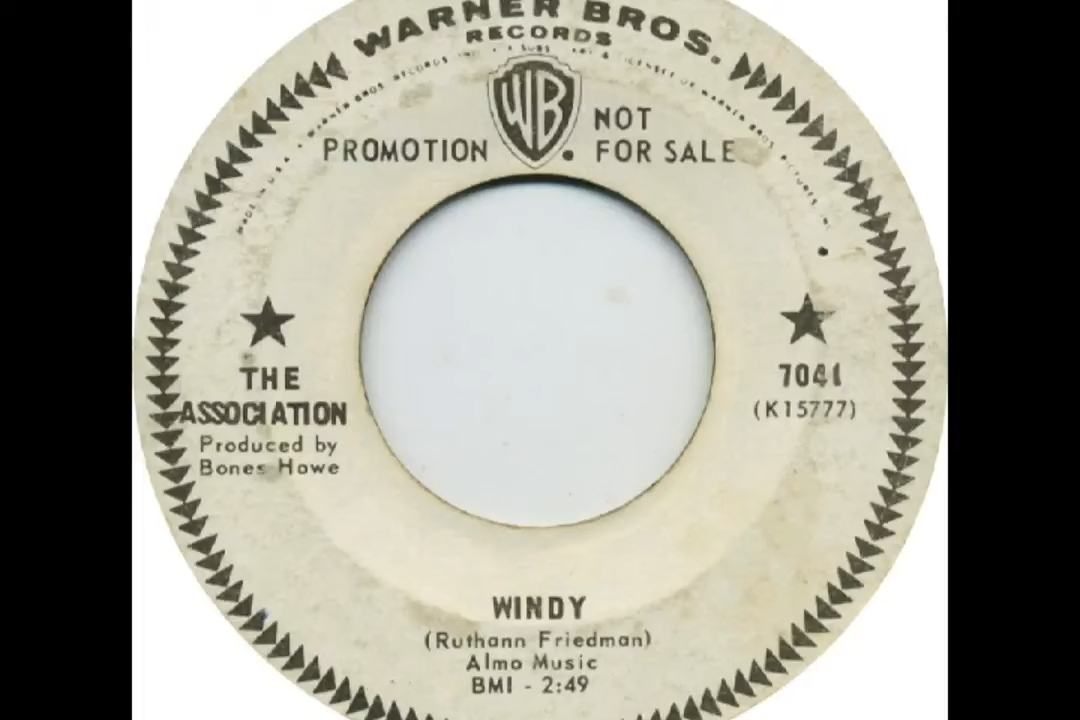 WARNER BROS.
RECORDS
WB
PROMOTION
NOT
FOR SALE
THE
ASSOCIATION
Produced by
Bones Howe
7041
(K15777)
WINDY
(Ruthann Friedman)
Almo Music
BMI - 2:49